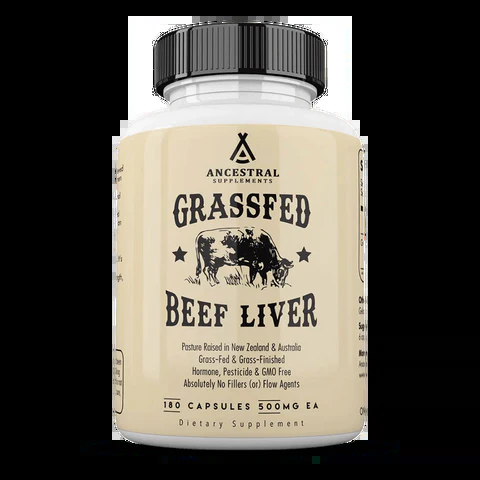 ANCESTRAL
SUPPLEMENTS
GRASSFED
BEEF LIVER
Pasture Raised in New Zealand & Australia
Grass-Fed & Grass-Finished
Hormone, Pesticide & GMO Free
Absolutely No Fillers (or) Flow Agents
180 CAPSULES 500MG EA
Dietary Supplement